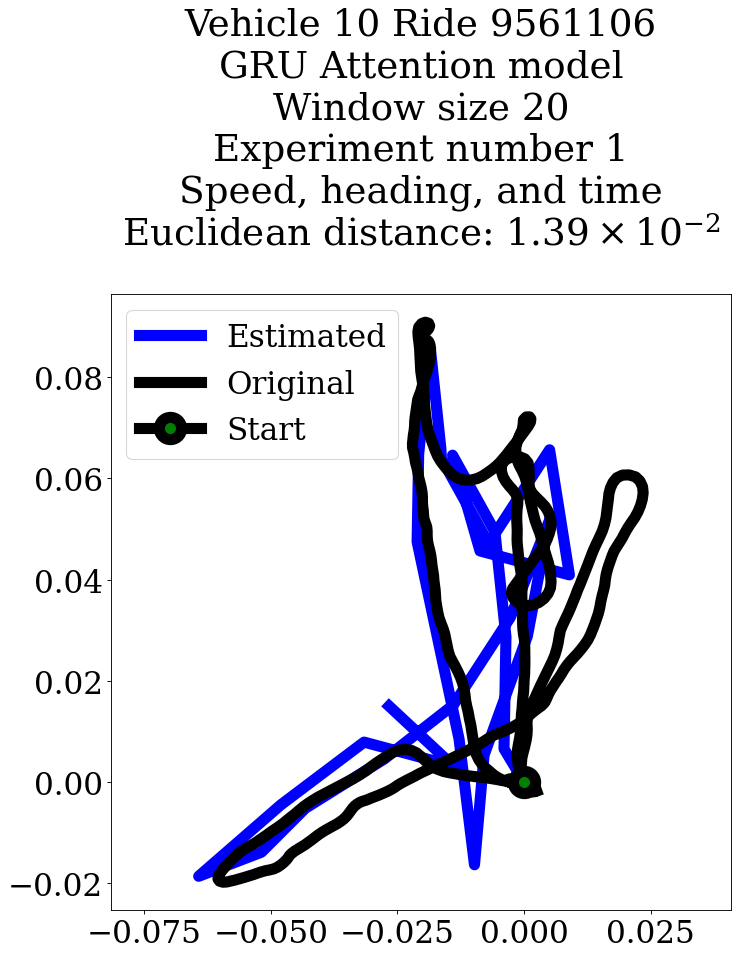 Vehicle 10 Ride 9561106
GRU Attention model
Window size 20
Experiment number 1
Speed, heading, and time
Euclidean distance: 1.39 × 10⁻²
Estimated
Original
Start
0.08
0.06
0.04
0.02
0.00
−0.02
−0.075 −0.050 −0.025 0.000 0.025